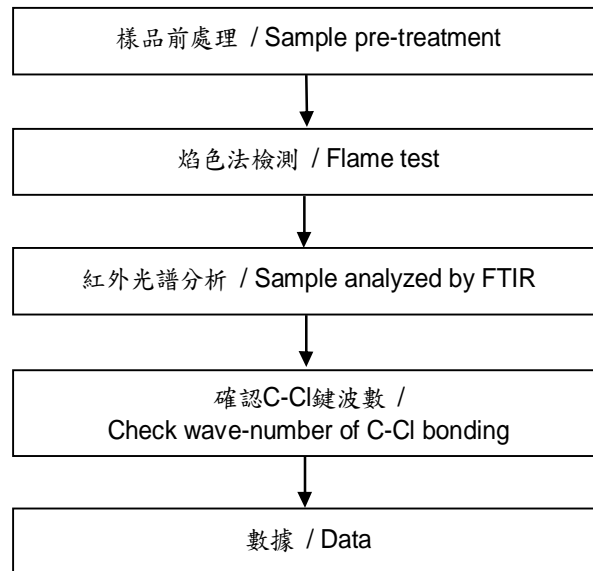 樣品前處理 / Sample pre-treatment
焰色法檢測 / Flame test
紅外光譜分析 / Sample analyzed by FTIR
確認C-Cl鍵波數 /
Check wave-number of C-Cl bonding
數據 / Data